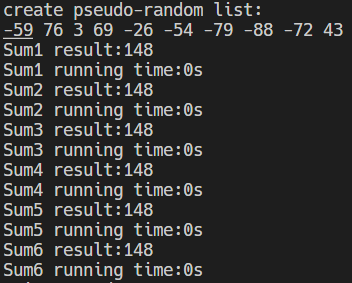 create pseudo-random list:
-59 76 3 69 -26 -54 -79 -88 -72 43
Sum1 result:148
Sum1 running time:0s
Sum2 result:148
Sum2 running time:0s
Sum3 result:148
Sum3 running time:0s
Sum4 result:148
Sum4 running time:0s
Sum5 result:148
Sum5 running time:0s
Sum6 result:148
Sum6 running time:0s